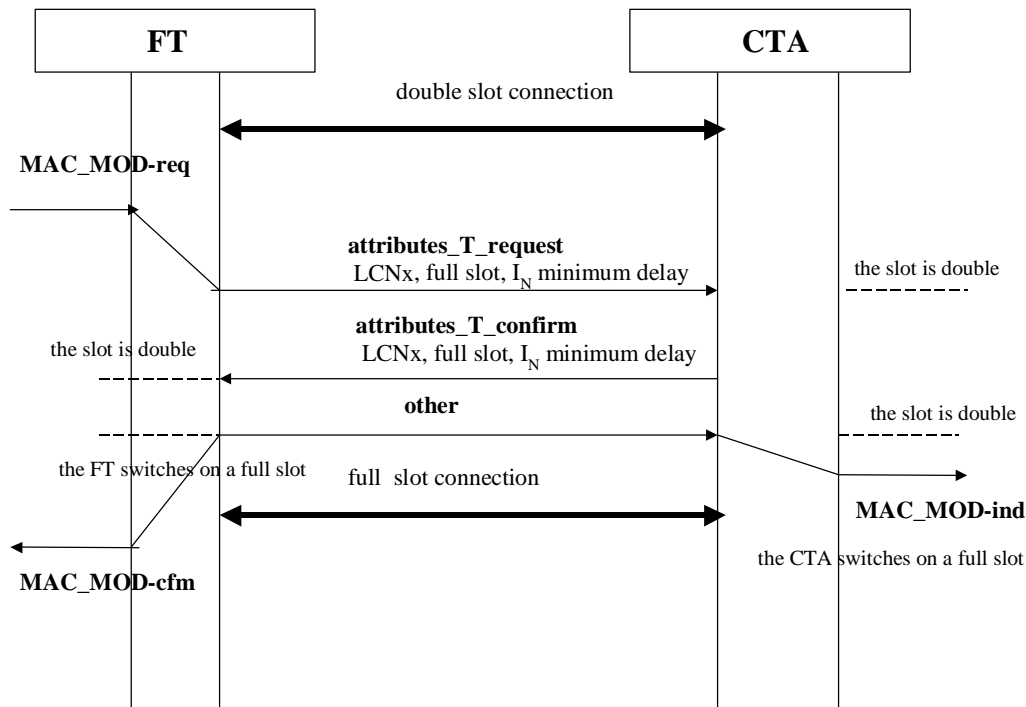 FT
CTA
double slot connection
MAC_MOD-req
attributes_T_request
LCNx, full slot, I_N minimum delay
the slot is double
attributes_T_confirm
LCNx, full slot, I_N minimum delay
the slot is double
other
the slot is double
the FT switches on a full slot
full slot connection
MAC_MOD-ind
the CTA switches on a full slot
MAC_MOD-cfm